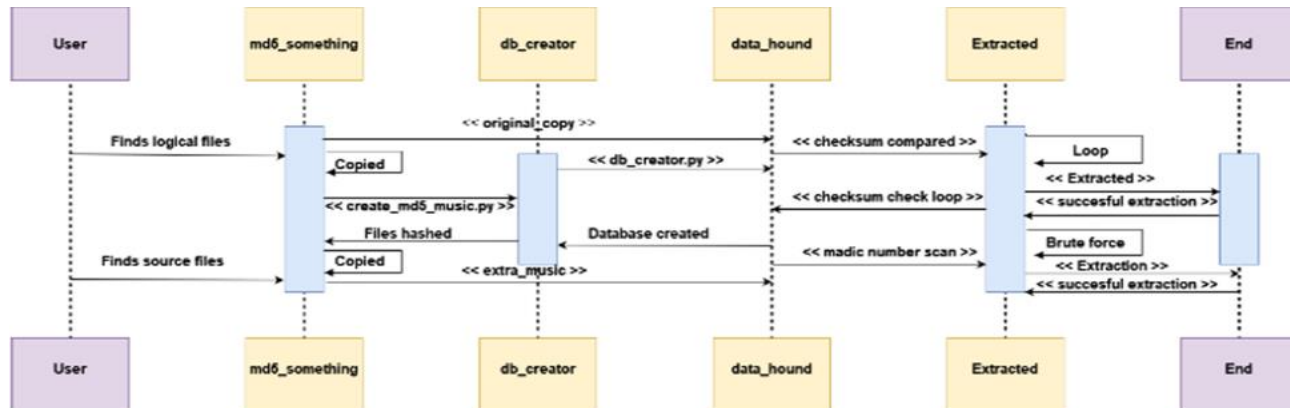 User
md5_something
db_creator
data_hound
Extracted
End
<< original_copy >>
Finds logical files
<< checksum compared >>
Loop
Copied
<< db_creator.py >>
<< Extracted >>
<< create_md5_music.py >>
<< checksum check loop >>
<< succesful extraction >>
Files hashed
Database created
Brute force
Copied
<< madic number scan >>
Finds source files
<< extra_music >>
<< Extraction >>
<< succesful extraction >>
User
md5_something
db_creator
data_hound
Extracted
End